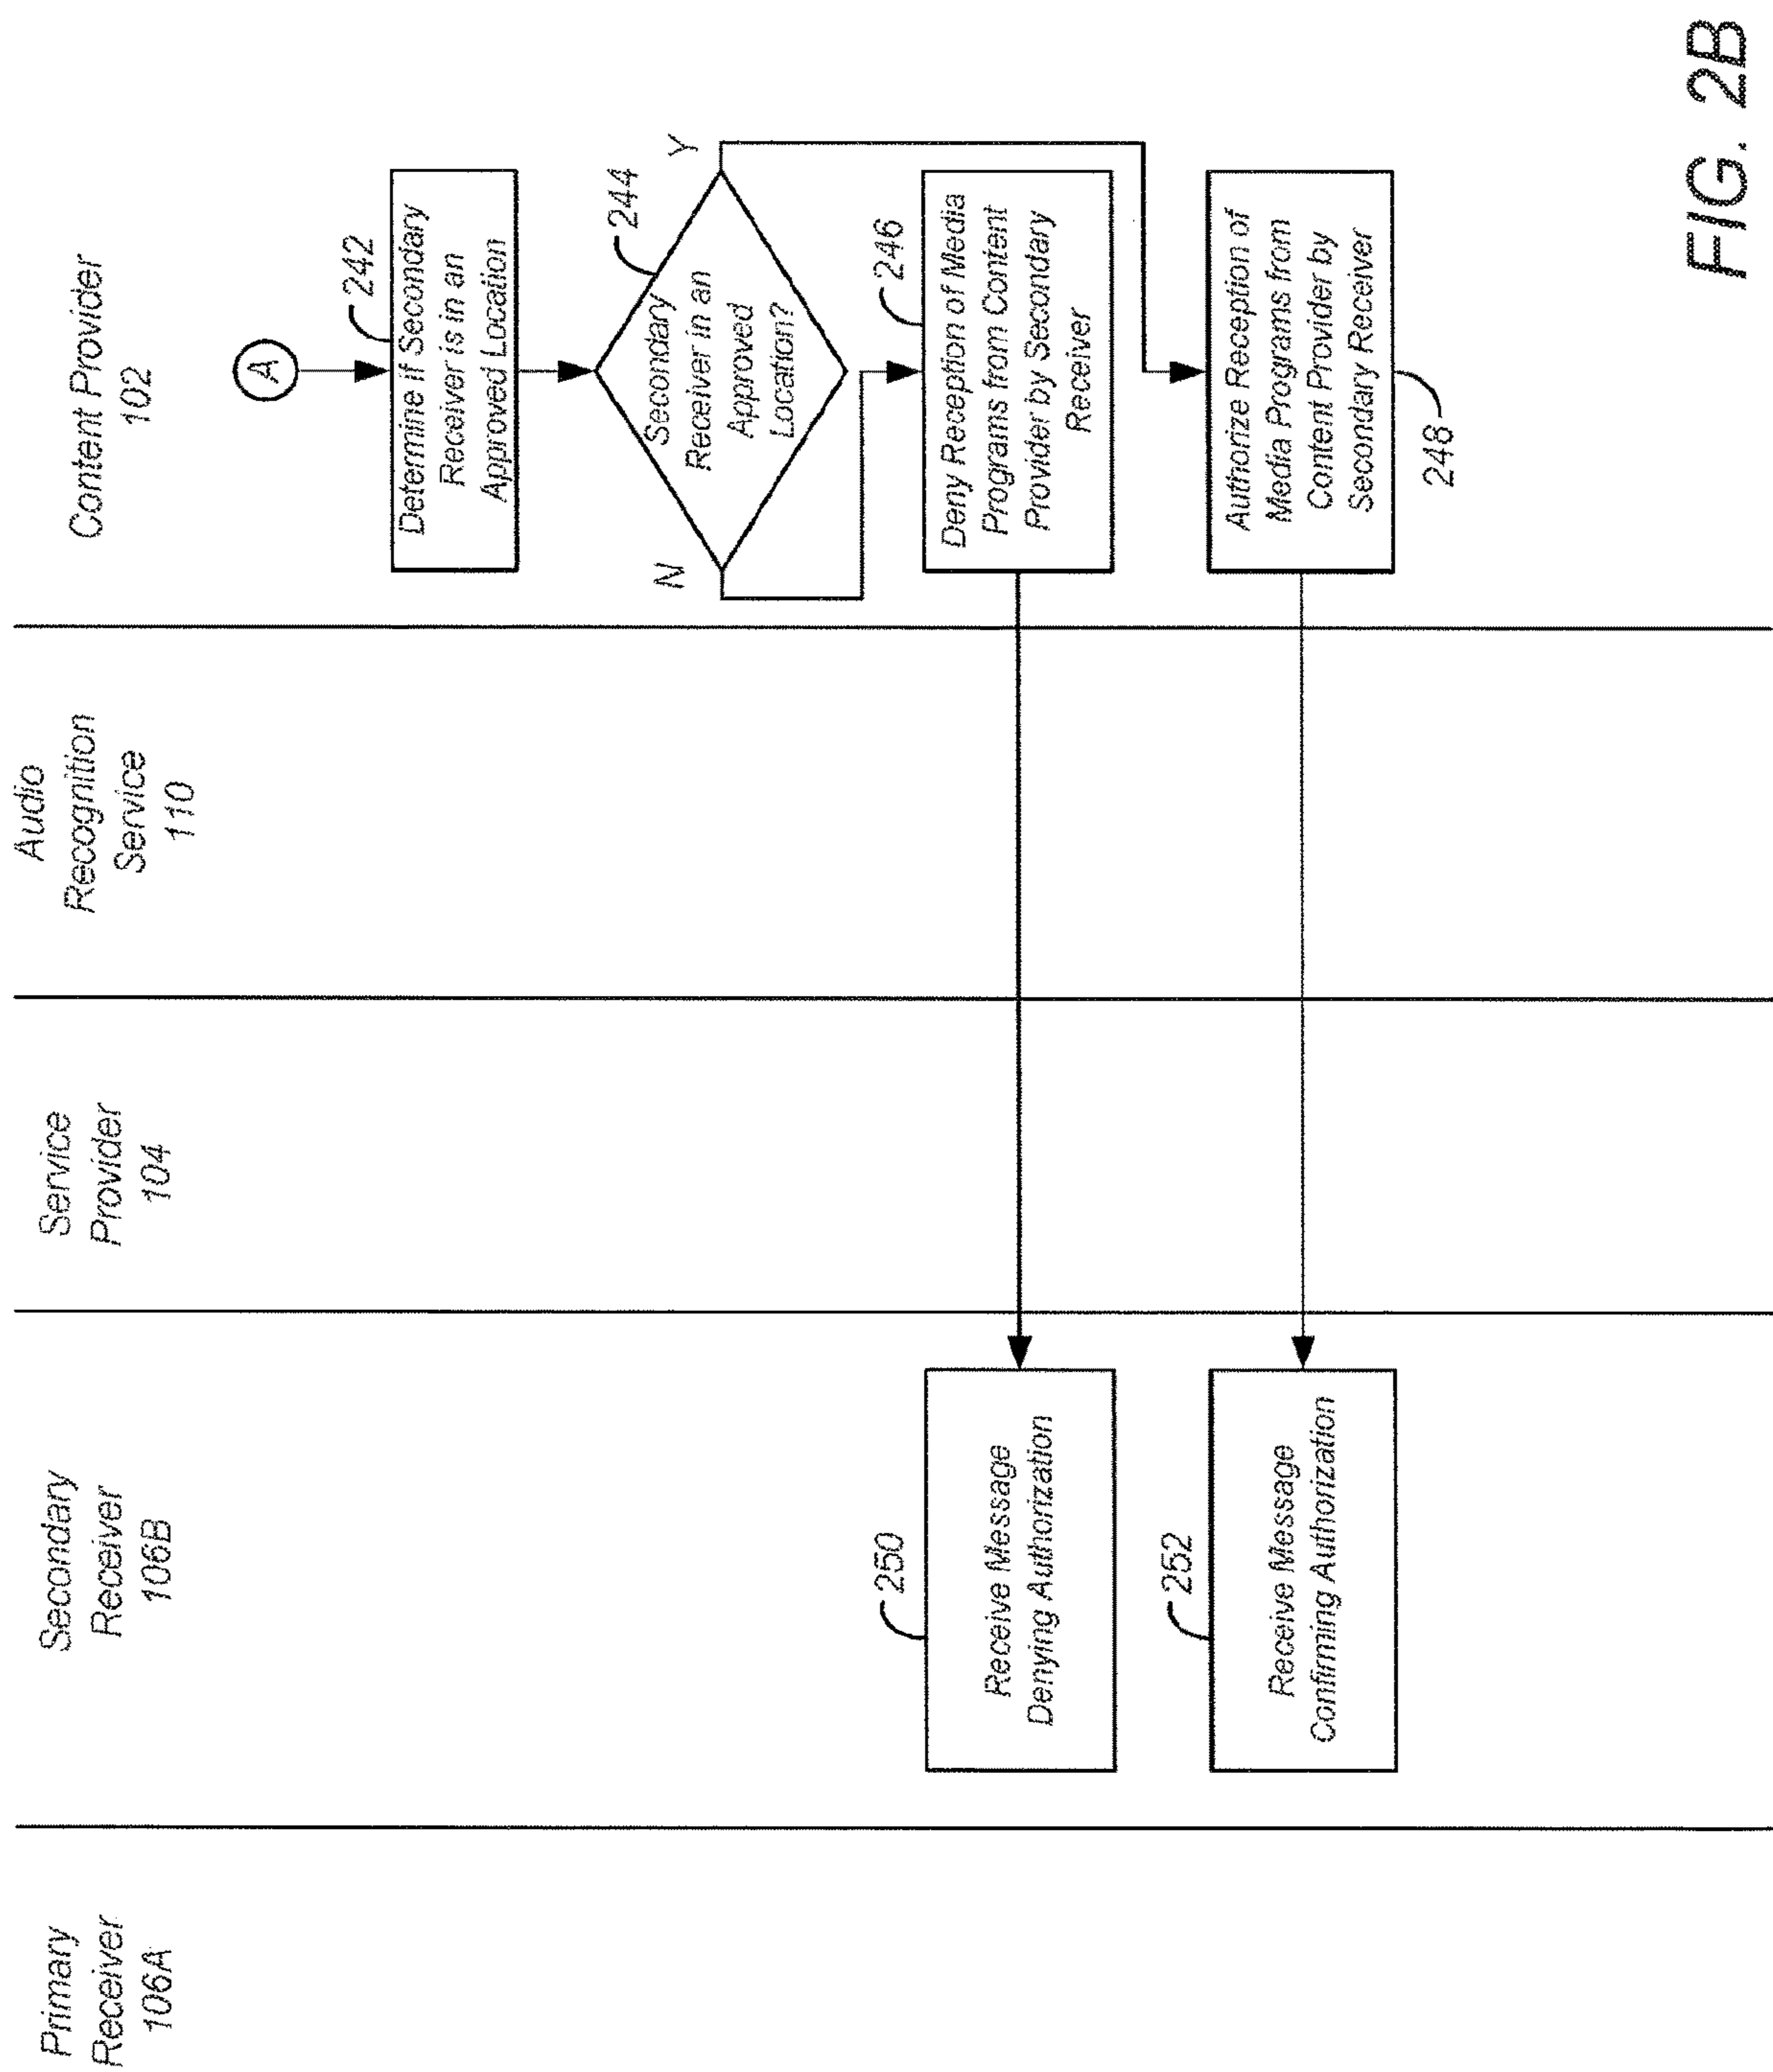 Primary
Receiver
106A
Secondary
Receiver
106B
Service
Provider
104
Audio
Recognition
Service
110
Content Provider
102
A
242
Determine if Secondary
Receiver is in an
Approved Location
244
Secondary
Receiver in an
Approved
Location?
N
Y
246
Deny Reception of Media
Programs from Content
Provider by Secondary
Receiver
250
Receive Message
Denying Authorization
Authorize Reception of
Media Programs from
Content Provider by
Secondary Receiver
248
252
Receive Message
Confirming Authorization
FIG. 2B